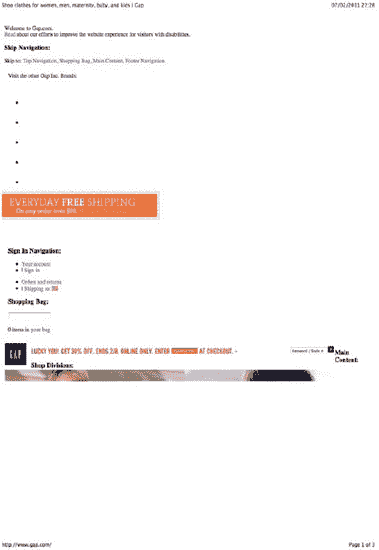 Shop clothes for women, men, maternity, baby, and kids | Gap
07/02/2011 22:28
Welcome to Gap.com.
Read about our efforts to improve the website experience for visitors with disabilities.
Skip Navigation:
Skip to: Top Navigation, Shopping Bag, Main Content, Footer Navigation
Visit the other Gap Inc. Brands:
EVERYDAY FREE SHIPPING
On any order over $50.
Sign In Navigation:
Your account
| Sign in
Orders and returns
| Shipping to
Shopping Bag:
0 items in your bag
GAP
LUCKY YOU! GET 30% OFF. ENDS 2/8. ONLINE ONLY. ENTER AT CHECKOUT.
Keyword / Style #
Main Content:
Shop Divisions:
http://www.gap.com/
Page 1 of 3